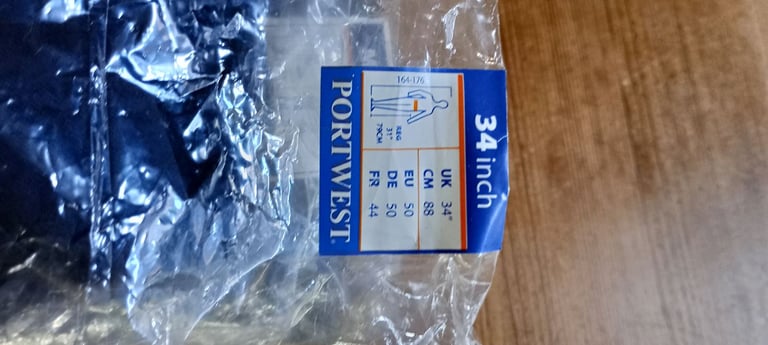 34 inch
164-176
REG
31"
79CM
UK 34"
CM 88
EU 50
DE 50
FR 44
PORTWEST